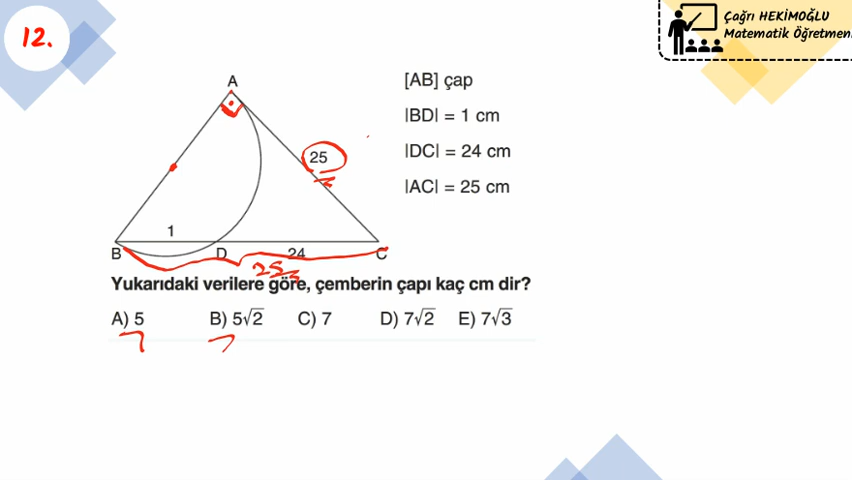 12.
Çağrı HEKİMOĞLU
Matematik Öğretmen
A
[AB] çap
|BD| = 1 cm
|DC| = 24 cm
|AC| = 25 cm
25
1
B
D
24
C
25
Yukarıdaki verilere göre, çemberin çapı kaç cm dir?
A) 5 B) 5√2 C) 7 D) 7√2 E) 7√3